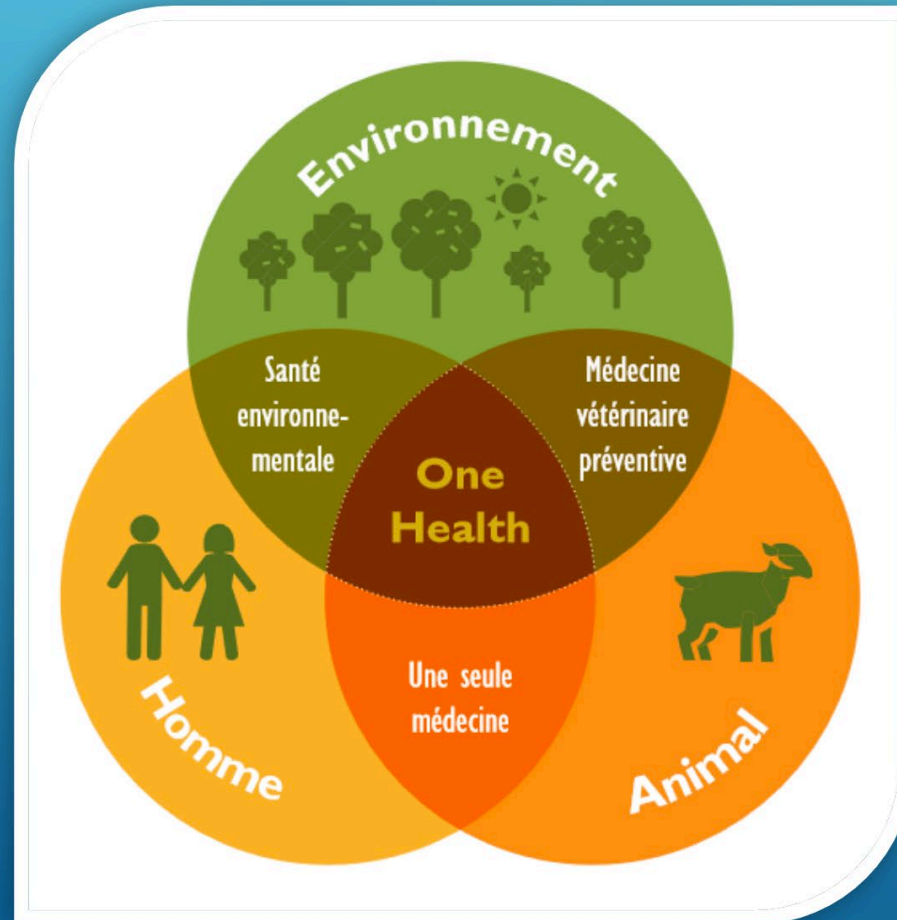 Environnement
Santé
environne-
mentale
Médecine
vétérinaire
préventive
One
Health
Une seule
médecine
Homme
Animal